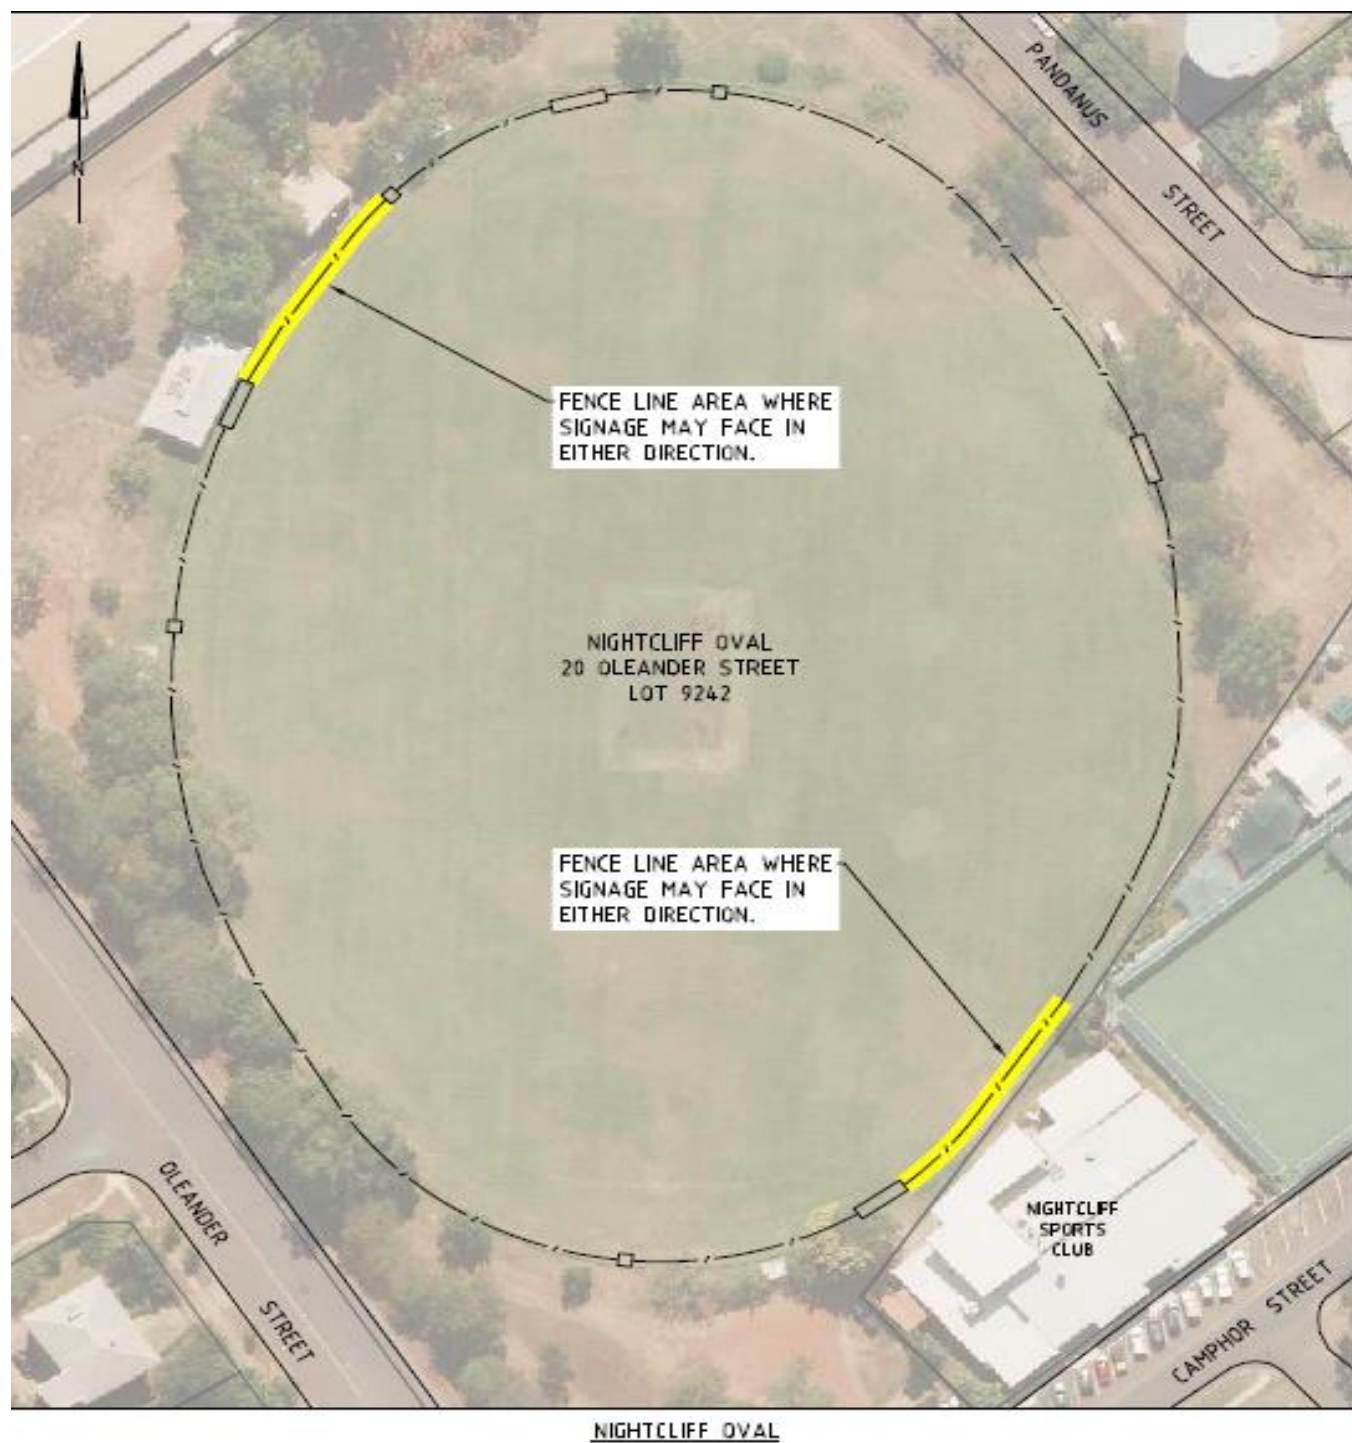 PANDANUS
STREET
N
FENCE LINE AREA WHERE
SIGNAGE MAY FACE IN
EITHER DIRECTION.
NIGHTCLIFF OVAL
20 OLEANDER STREET
LOT 9242
FENCE LINE AREA WHERE
SIGNAGE MAY FACE IN
EITHER DIRECTION.
OLEANDER
STREET
NIGHTCLIFF
SPORTS
CLUB
CAMPHOR STREET
NIGHTCLIFF OVAL